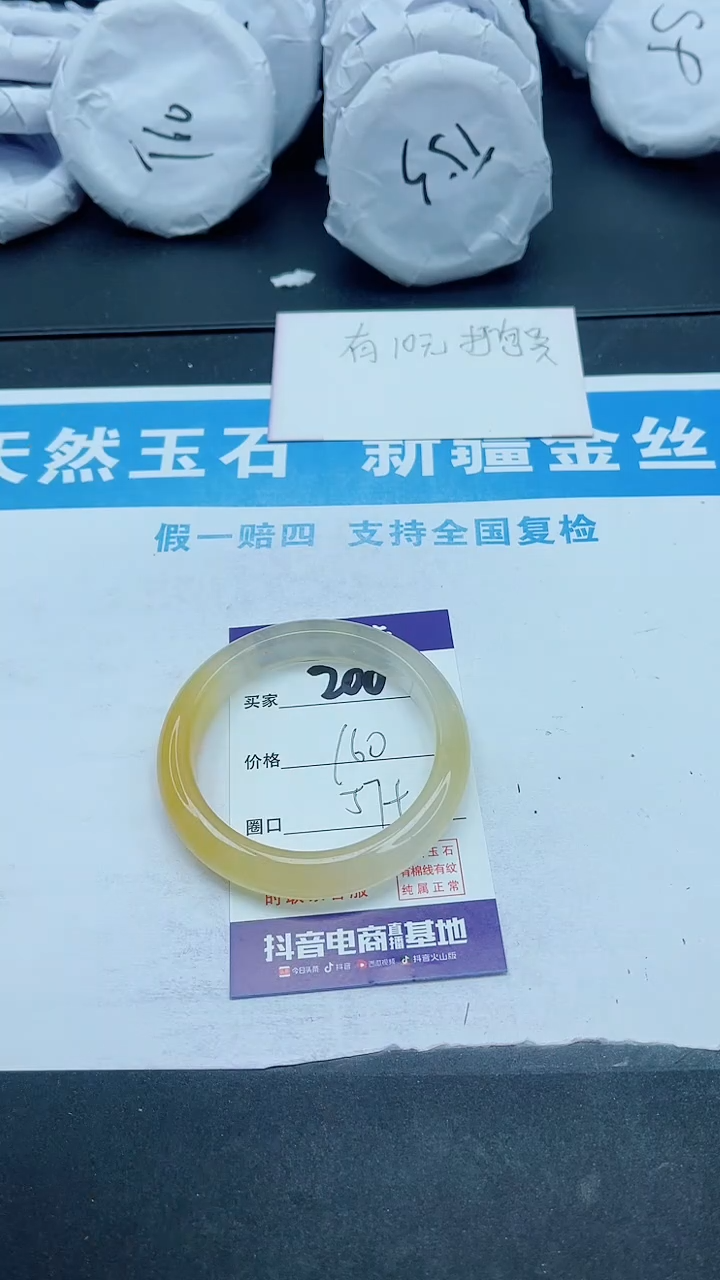 160
153
58
有10元打包费
天然玉石 新疆金丝
假一赔四 支持全国复检
买家 200
价格 160
圈口 57+
玉石
有棉线有纹
纯属正常
抖音电商直播基地
今日头条 抖音 西瓜视频 抖音火山版